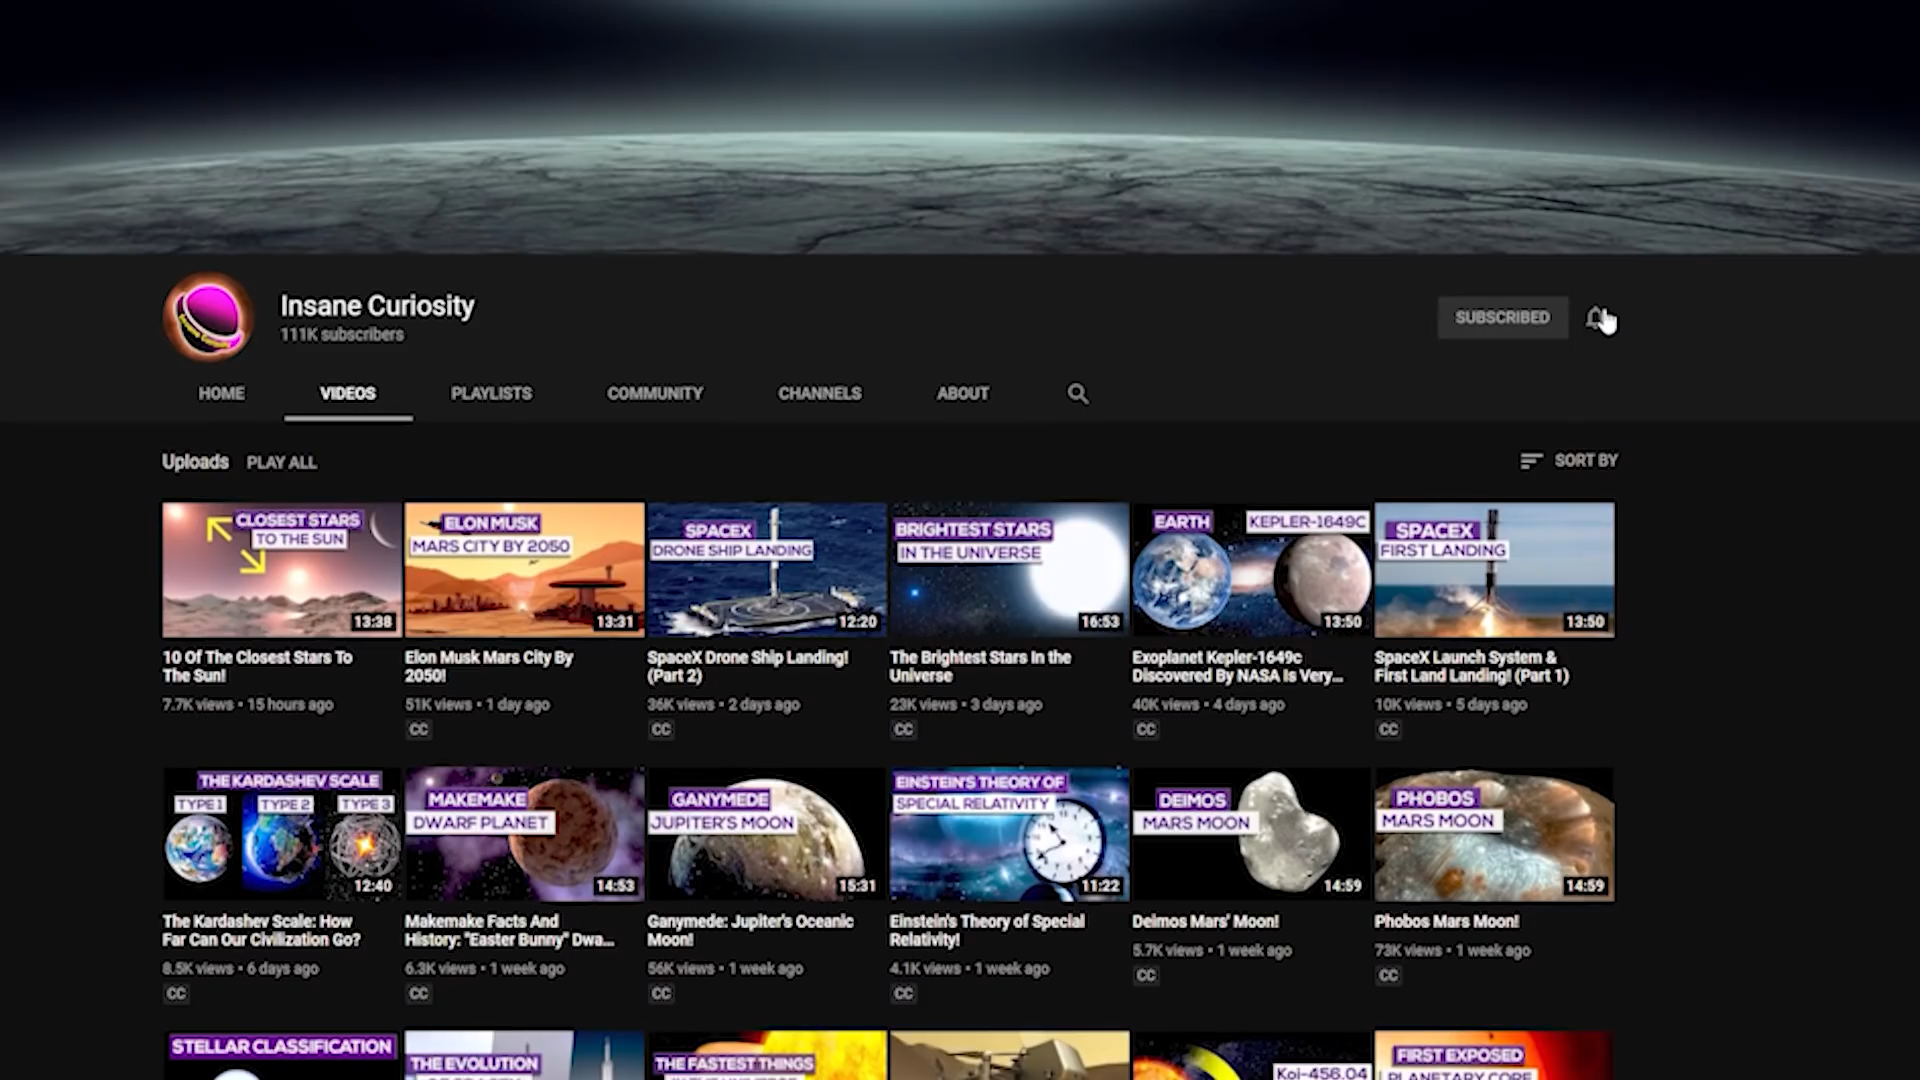 Insane Curiosity
111K subscribers
SUBSCRIBED
HOME
VIDEOS
PLAYLISTS
COMMUNITY
CHANNELS
ABOUT
Uploads
PLAY ALL
SORT BY
CLOSEST STARS
TO THE SUN
13:38
ELON MUSK
MARS CITY BY 2050
13:31
SPACEX
DRONE SHIP LANDING
12:20
BRIGHTEST STARS
IN THE UNIVERSE
16:53
EARTH
KEPLER-1649C
13:50
SPACEX
FIRST LANDING
13:50
10 Of The Closest Stars To
The Sun!
7.7K views • 15 hours ago
Elon Musk Mars City By
2050!
51K views • 1 day ago
CC
SpaceX Drone Ship Landing!
(Part 2)
36K views • 2 days ago
CC
The Brightest Stars In the
Universe
23K views • 3 days ago
CC
Exoplanet Kepler-1649c
Discovered By NASA Is Very...
40K views • 4 days ago
CC
SpaceX Launch System &
First Land Landing! (Part 1)
10K views • 5 days ago
CC
THE KARDASHEV SCALE
TYPE 1
TYPE 2
TYPE 3
12:40
MAKEMAKE
DWARF PLANET
14:53
GANYMEDE
JUPITER'S MOON
15:31
EINSTEIN'S THEORY OF
SPECIAL RELATIVITY
11:22
DEIMOS
MARS MOON
14:59
PHOBOS
MARS MOON
14:59
The Kardashev Scale: How
Far Can Our Civilization Go?
8.5K views • 6 days ago
CC
Makemake Facts And
History: "Easter Bunny" Dwa...
6.3K views • 1 week ago
CC
Ganymede: Jupiter's Oceanic
Moon!
56K views • 1 week ago
CC
Einstein's Theory of Special
Relativity!
4.1K views • 1 week ago
CC
Deimos Mars' Moon!
5.7K views • 1 week ago
CC
Phobos Mars Moon!
73K views • 1 week ago
CC
STELLAR CLASSIFICATION
THE EVOLUTION
THE FASTEST THINGS
IN THE UNIVERSE
Koi-456.04
FIRST EXPOSED
PLANETARY CORE